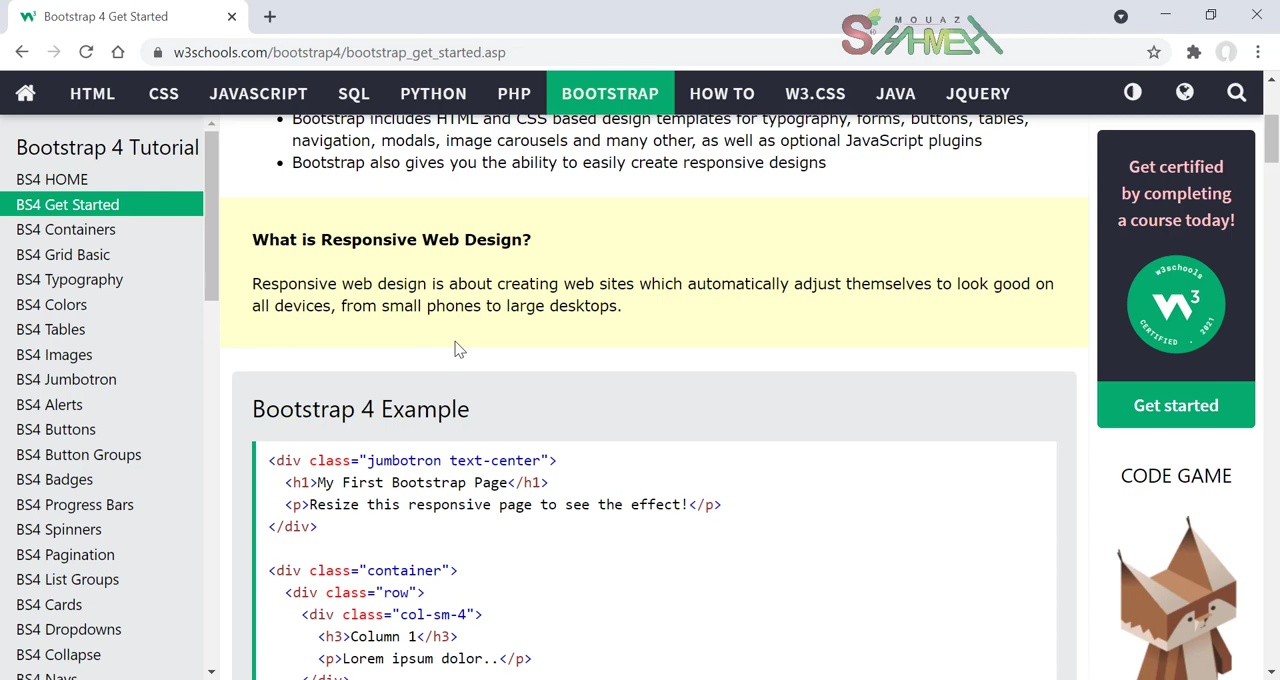 Bootstrap 4 Get Started
w3schools.com/bootstrap4/bootstrap_get_started.asp
MOUAZ
SHAHMEH
HTML CSS JAVASCRIPT SQL PYTHON PHP BOOTSTRAP HOW TO W3.CSS JAVA JQUERY
Bootstrap 4 Tutorial
BS4 HOME
BS4 Get Started
BS4 Containers
BS4 Grid Basic
BS4 Typography
BS4 Colors
BS4 Tables
BS4 Images
BS4 Jumbotron
BS4 Alerts
BS4 Buttons
BS4 Button Groups
BS4 Badges
BS4 Progress Bars
BS4 Spinners
BS4 Pagination
BS4 List Groups
BS4 Cards
BS4 Dropdowns
BS4 Collapse
BS4 Navs
• Bootstrap includes HTML and CSS based design templates for typography, forms, buttons, tables,
navigation, modals, image carousels and many other, as well as optional JavaScript plugins
• Bootstrap also gives you the ability to easily create responsive designs
What is Responsive Web Design?
Responsive web design is about creating web sites which automatically adjust themselves to look good on
all devices, from small phones to large desktops.
Bootstrap 4 Example
<div class="jumbotron text-center">
<h1>My First Bootstrap Page</h1>
<p>Resize this responsive page to see the effect!</p>
</div>
<div class="container">
<div class="row">
<div class="col-sm-4">
<h3>Column 1</h3>
<p>Lorem ipsum dolor..</p>
</div>
Get certified
by completing
a course today!
w3schools
W3
CERTIFIED . 2021
Get started
CODE GAME